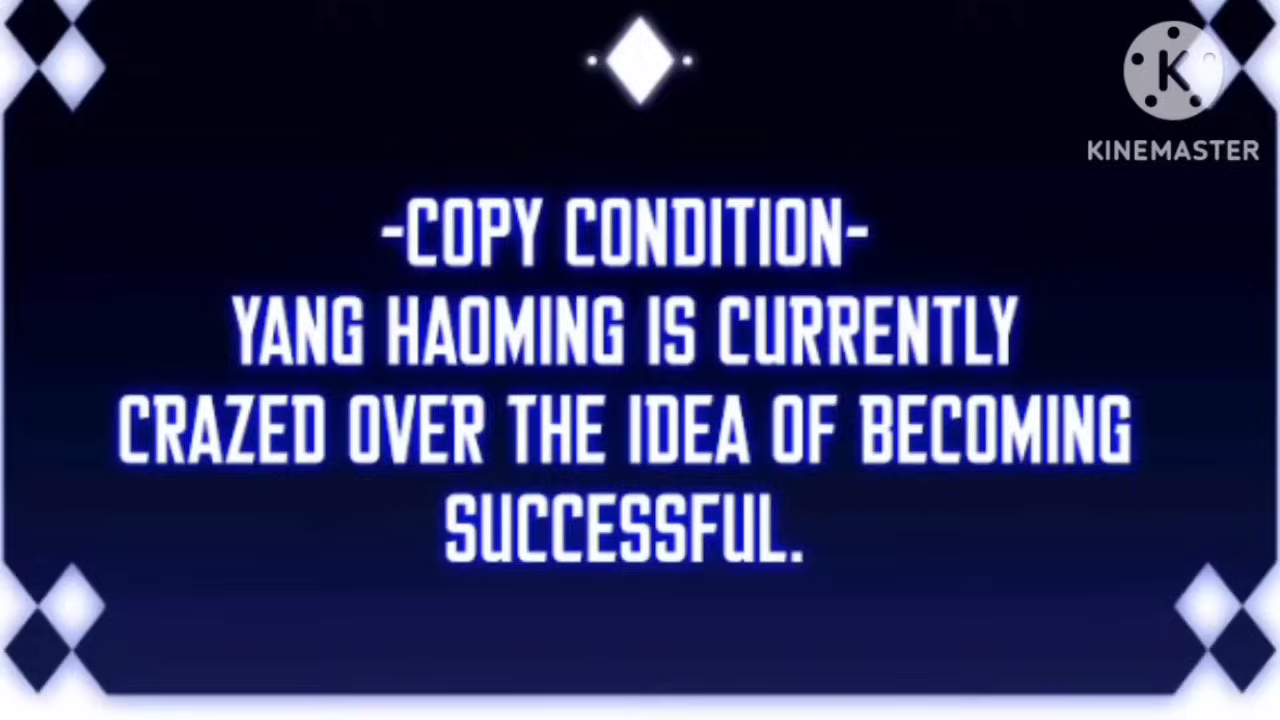 K
KINEMASTER
-COPY CONDITION-
YANG HAOMING IS CURRENTLY
CRAZED OVER THE IDEA OF BECOMING
SUCCESSFUL.